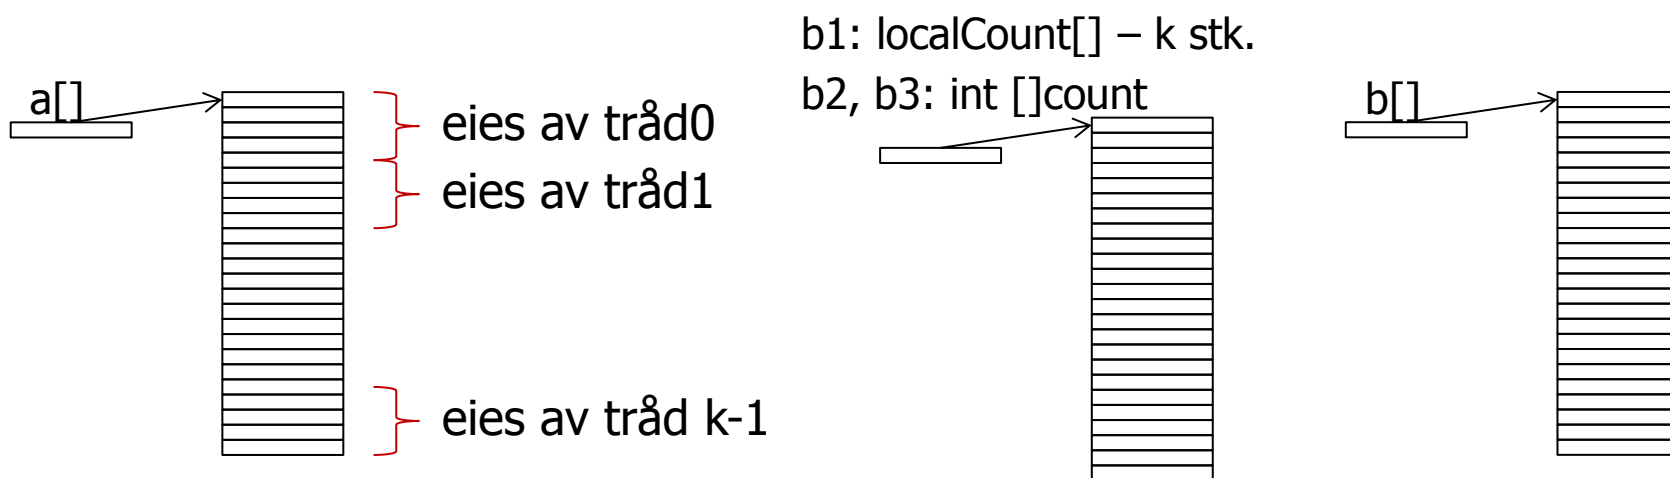 a[]
eies av tråd0
eies av tråd1
eies av tråd k-1
b1: localCount[] – k stk.
b2, b3: int []count
b[]